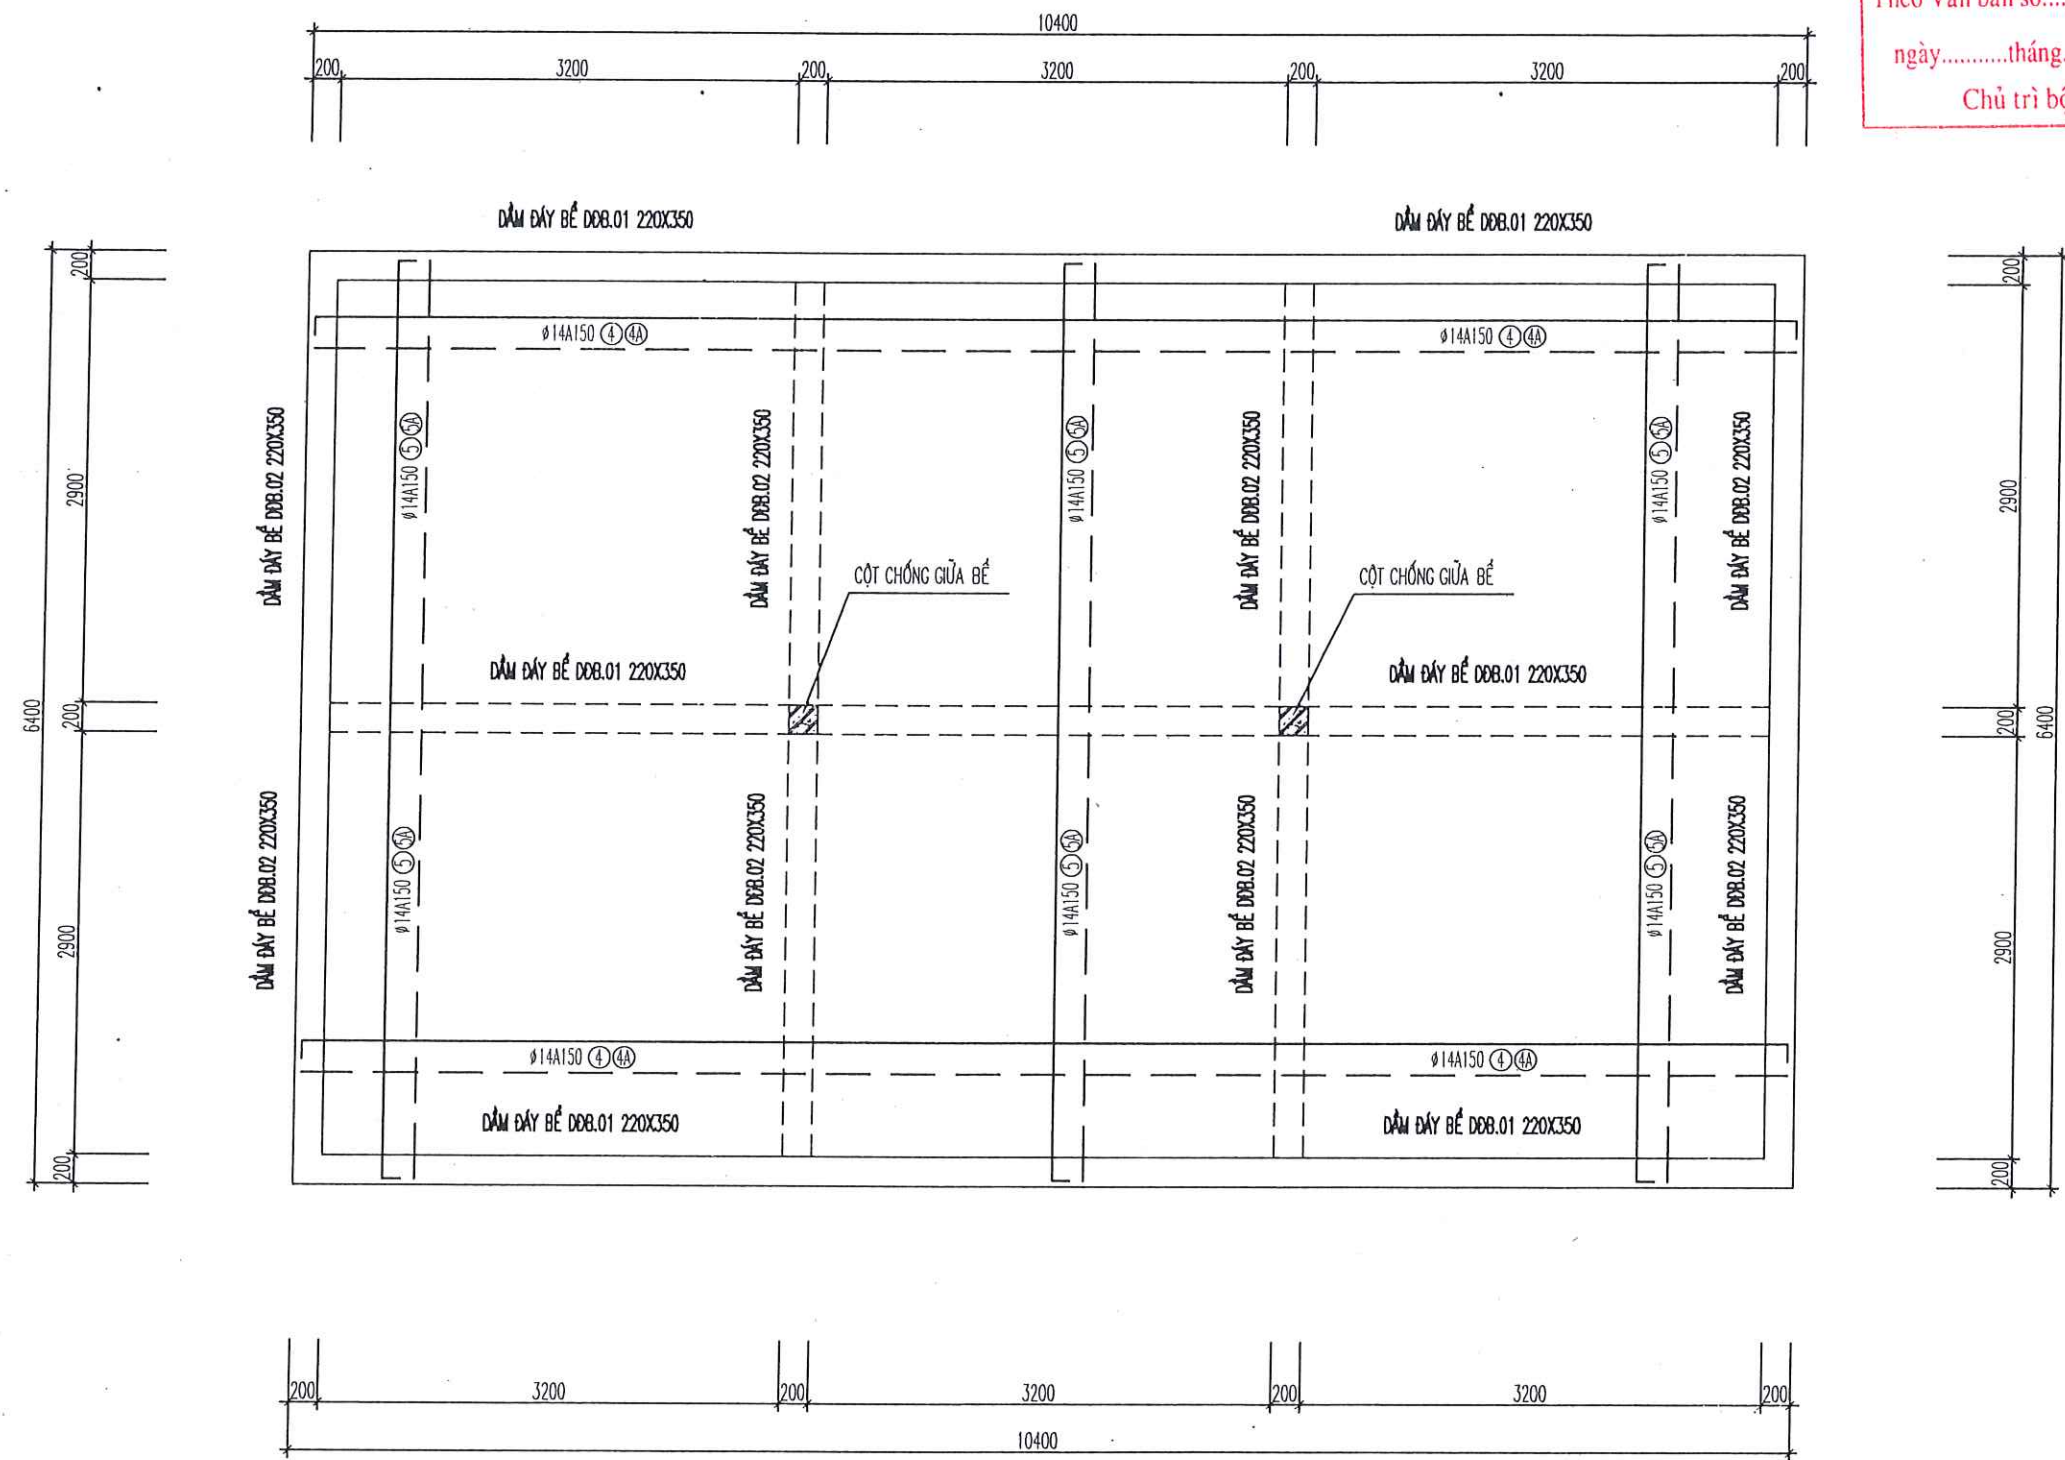 Theo Văn bản số....
ngày...........tháng.
Chủ trì bộ
10400
200 3200 200 3200 200 3200 200
DẦM ĐÁY BỂ DĐB.01 220X350
DẦM ĐÁY BỂ DĐB.01 220X350
200
200
ø14A150 4 4A
ø14A150 4 4A
DẦM ĐÁY BỂ DĐB.02 220X350
ø14A150 5 5A
DẦM ĐÁY BỂ DĐB.02 220X350
ø14A150 5 5A
DẦM ĐÁY BỂ DĐB.02 220X350
ø14A150 5 5A
DẦM ĐÁY BỂ DĐB.02 220X350
2900
2900
CỘT CHỐNG GIỮA BỂ
CỘT CHỐNG GIỮA BỂ
DẦM ĐÁY BỂ DĐB.01 220X350
DẦM ĐÁY BỂ DĐB.01 220X350
6400
200
200
6400
DẦM ĐÁY BỂ DĐB.02 220X350
ø14A150 5 5A
DẦM ĐÁY BỂ DĐB.02 220X350
ø14A150 5 5A
DẦM ĐÁY BỂ DĐB.02 220X350
ø14A150 5 5A
DẦM ĐÁY BỂ DĐB.02 220X350
2900
2900
ø14A150 4 4A
ø14A150 4 4A
DẦM ĐÁY BỂ DĐB.01 220X350
DẦM ĐÁY BỂ DĐB.01 220X350
200
200
200 3200 200 3200 200 3200 200
10400